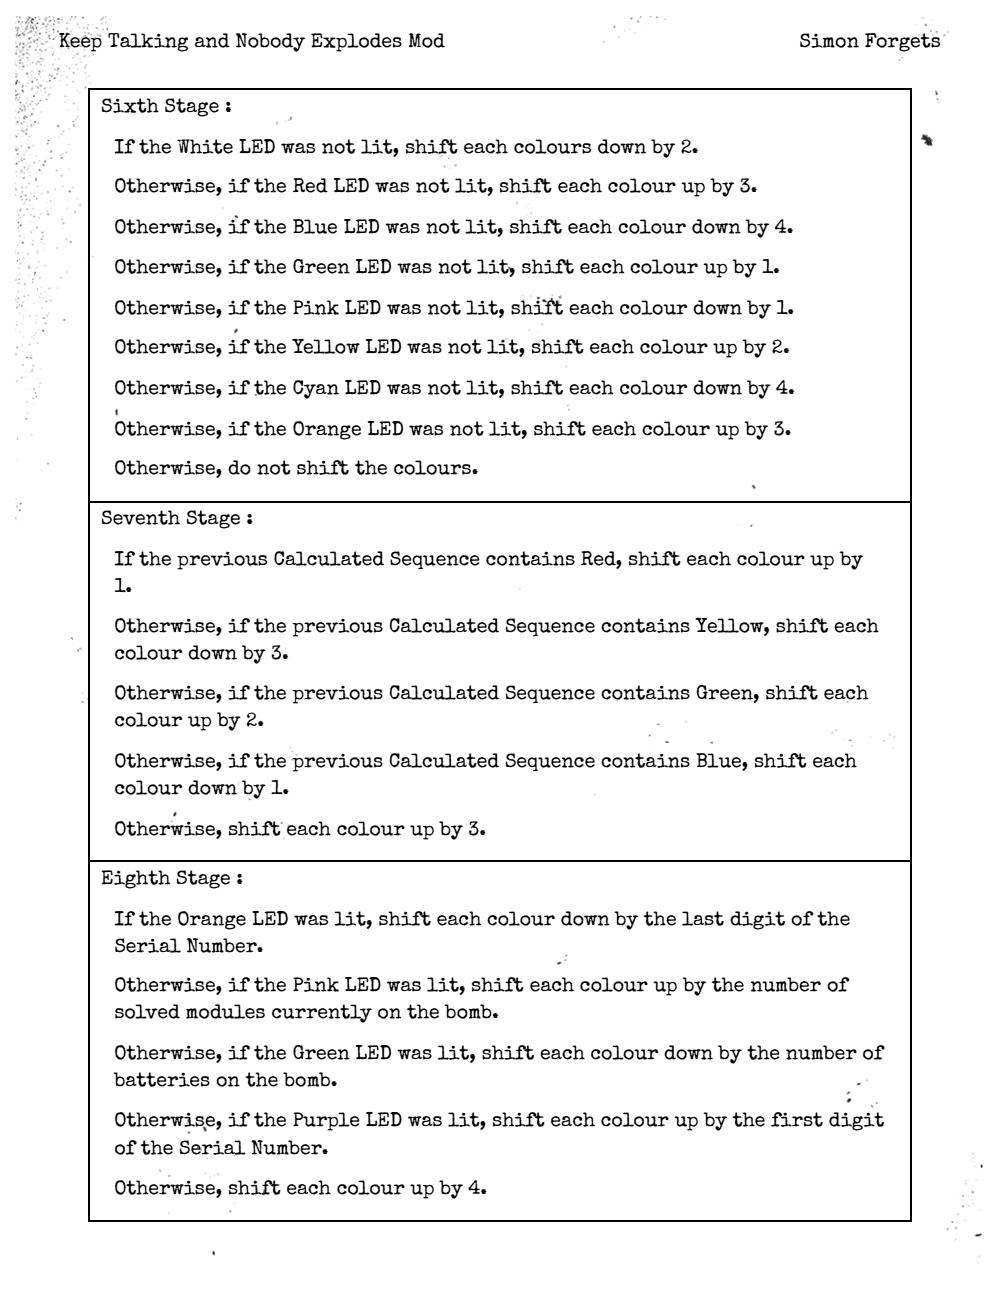 Keep Talking and Nobody Explodes Mod
Simon Forgets
Sixth Stage :
If the White LED was not lit, shift each colours down by 2.
Otherwise, if the Red LED was not lit, shift each colour up by 3.
Otherwise, if the Blue LED was not lit, shift each colour down by 4.
Otherwise, if the Green LED was not lit, shift each colour up by 1.
Otherwise, if the Pink LED was not lit, shift each colour down by 1.
Otherwise, if the Yellow LED was not lit, shift each colour up by 2.
Otherwise, if the Cyan LED was not lit, shift each colour down by 4.
Otherwise, if the Orange LED was not lit, shift each colour up by 3.
Otherwise, do not shift the colours.
Seventh Stage :
If the previous Calculated Sequence contains Red, shift each colour up by
1.
Otherwise, if the previous Calculated Sequence contains Yellow, shift each
colour down by 3.
Otherwise, if the previous Calculated Sequence contains Green, shift each
colour up by 2.
Otherwise, if the previous Calculated Sequence contains Blue, shift each
colour down by 1.
Otherwise, shift each colour up by 3.
Eighth Stage :
If the Orange LED was lit, shift each colour down by the last digit of the
Serial Number.
Otherwise, if the Pink LED was lit, shift each colour up by the number of
solved modules currently on the bomb.
Otherwise, if the Green LED was lit, shift each colour down by the number of
batteries on the bomb.
Otherwise, if the Purple LED was lit, shift each colour up by the first digit
of the Serial Number.
Otherwise, shift each colour up by 4.